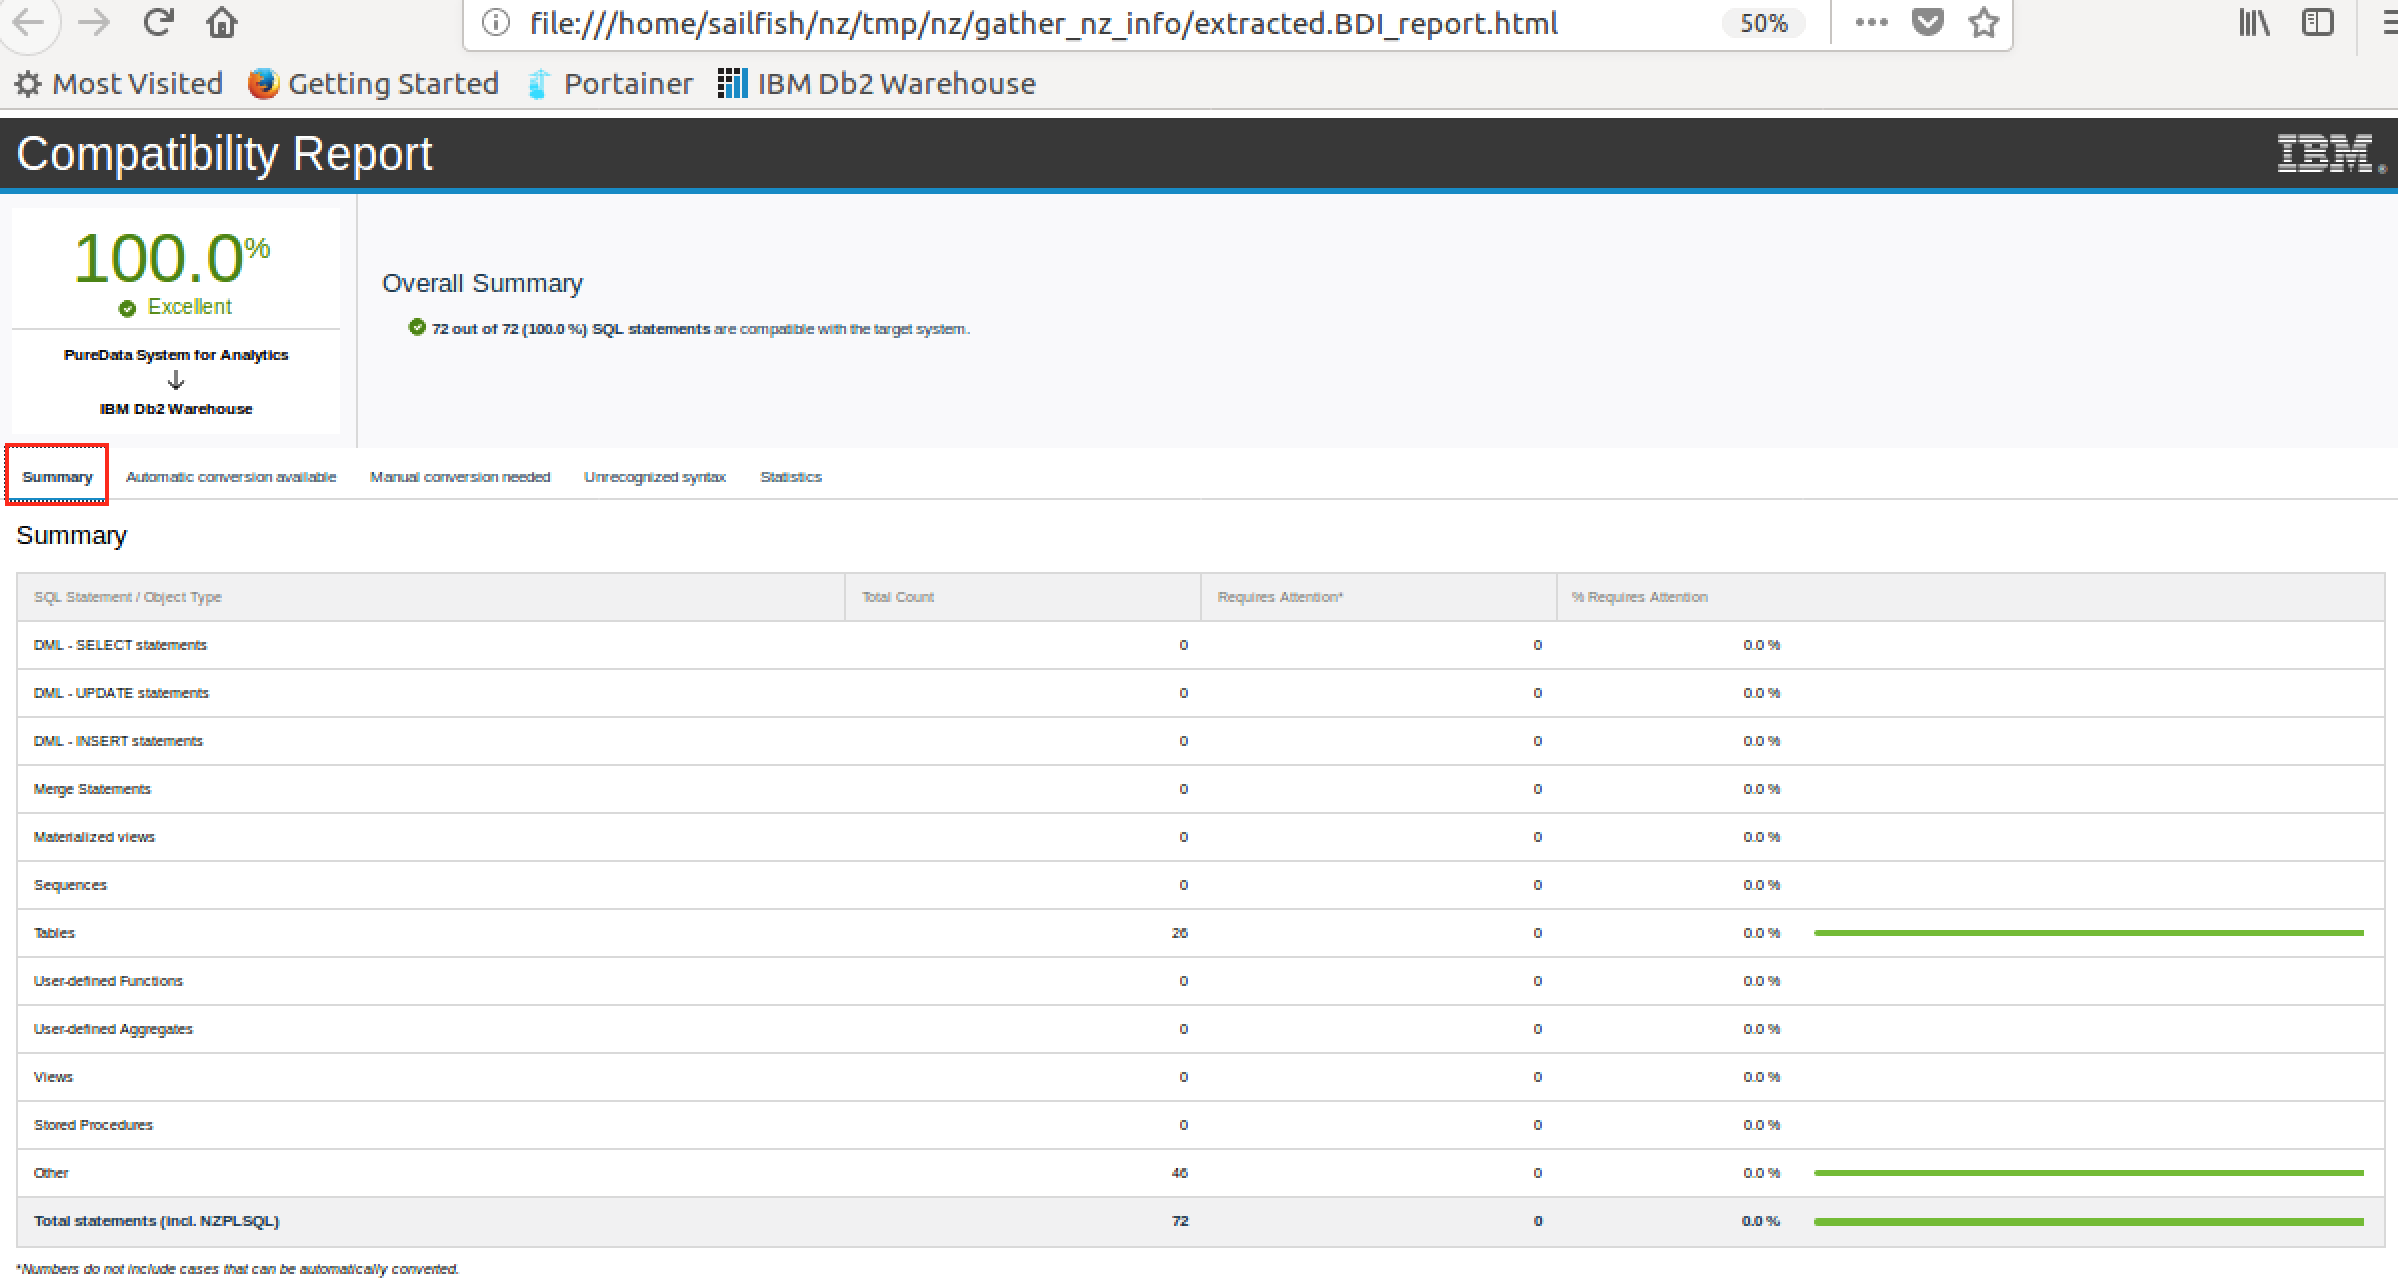 file:///home/sailfish/nz/tmp/nz/gather_nz_info/extracted.BDI_report.html 50%
Most Visited Getting Started Portainer IBM Db2 Warehouse
Compatibility Report IBM®
100.0%
Excellent
PureData System for Analytics
↓
IBM Db2 Warehouse
Overall Summary
72 out of 72 (100.0 %) SQL statements are compatible with the target system.
Summary Automatic conversion available Manual conversion needed Unrecognized syntax Statistics
Summary
SQL Statement / Object Type Total Count Requires Attention* % Requires Attention
DML - SELECT statements 0 0 0.0 %
DML - UPDATE statements 0 0 0.0 %
DML - INSERT statements 0 0 0.0 %
Merge Statements 0 0 0.0 %
Materialized views 0 0 0.0 %
Sequences 0 0 0.0 %
Tables 26 0 0.0 %
User-defined Functions 0 0 0.0 %
User-defined Aggregates 0 0 0.0 %
Views 0 0 0.0 %
Stored Procedures 0 0 0.0 %
Other 46 0 0.0 %
Total statements (incl. NZPLSQL) 72 0 0.0 %
*Numbers do not include cases that can be automatically converted.